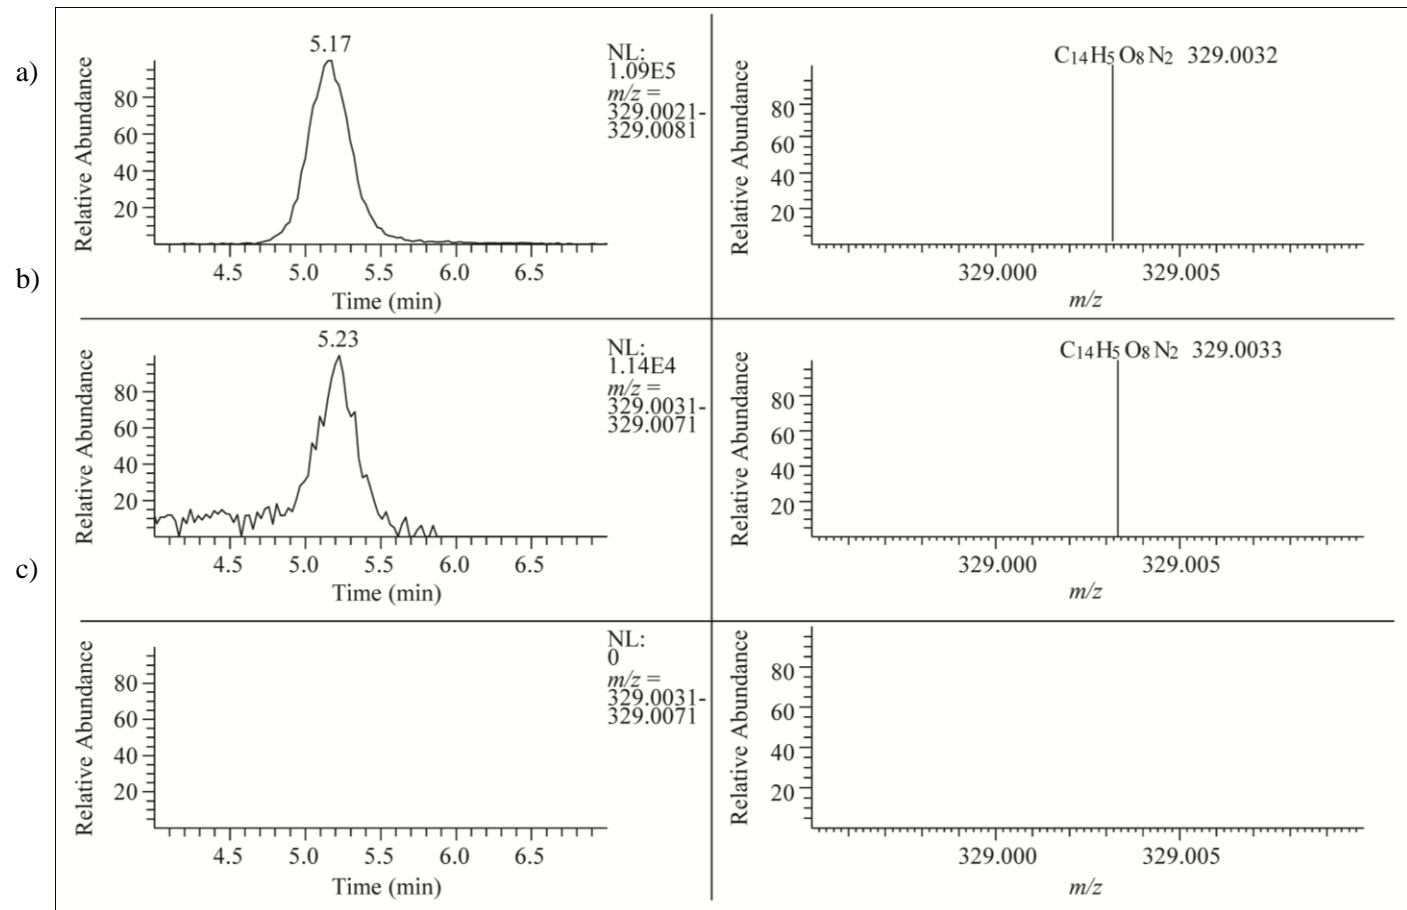 a)
5.17
NL:
1.09E5
m/z =
329.0021-
329.0081
Relative Abundance
80
60
40
20
4.5 5.0 5.5 6.0 6.5
Time (min)
C₁₄H₅O₈N₂ 329.0032
Relative Abundance
80
60
40
20
329.000 329.005
m/z
b)
5.23
NL:
1.14E4
m/z =
329.0031-
329.0071
Relative Abundance
80
60
40
20
4.5 5.0 5.5 6.0 6.5
Time (min)
C₁₄H₅O₈N₂ 329.0033
Relative Abundance
80
60
40
20
329.000 329.005
m/z
c)
NL:
0
m/z =
329.0031-
329.0071
Relative Abundance
80
60
40
20
4.5 5.0 5.5 6.0 6.5
Time (min)
Relative Abundance
80
60
40
20
329.000 329.005
m/z